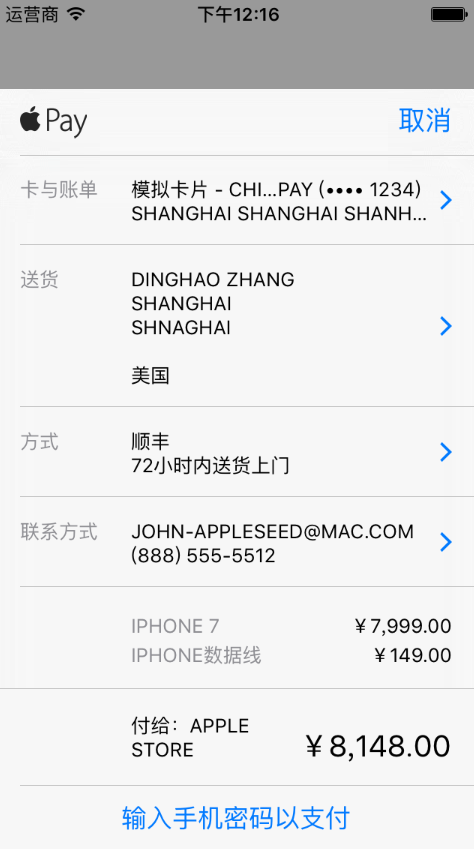 运营商 下午12:16
Pay 取消
卡与账单 模拟卡片 - CHI...PAY (•••• 1234)
SHANGHAI SHANGHAI SHANH...
送货 DINGHAO ZHANG
SHANGHAI
SHNAGHAI
美国
方式 顺丰
72小时内送货上门
联系方式 JOHN-APPLESEED@MAC.COM
(888) 555-5512
IPHONE 7 ¥7,999.00
IPHONE数据线 ¥149.00
付给：APPLE
STORE ¥8,148.00
输入手机密码以支付